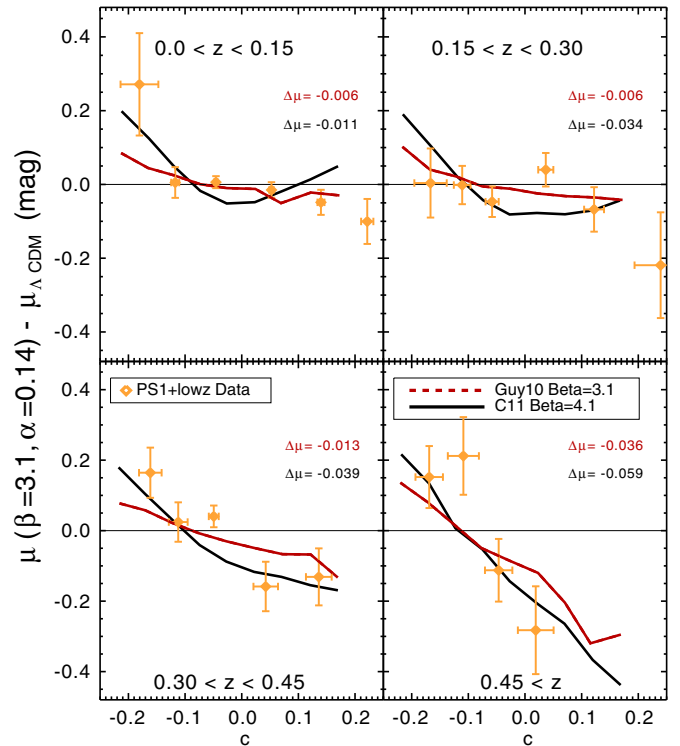 0.4
0.2
0.0
-0.2
-0.4
μ (β=3.1, α=0.14) - μΛ CDM (mag)
0.0 < z < 0.15
Δμ= -0.006
Δμ= -0.011
0.15 < z < 0.30
Δμ= -0.006
Δμ= -0.034
0.4
0.2
0.0
-0.2
-0.4
PS1+lowz Data
Δμ= -0.013
Δμ= -0.039
0.30 < z < 0.45
Guy10 Beta=3.1
C11 Beta=4.1
Δμ= -0.036
Δμ= -0.059
0.45 < z
-0.2 -0.1 0.0 0.1 0.2
c
-0.2 -0.1 0.0 0.1 0.2
c